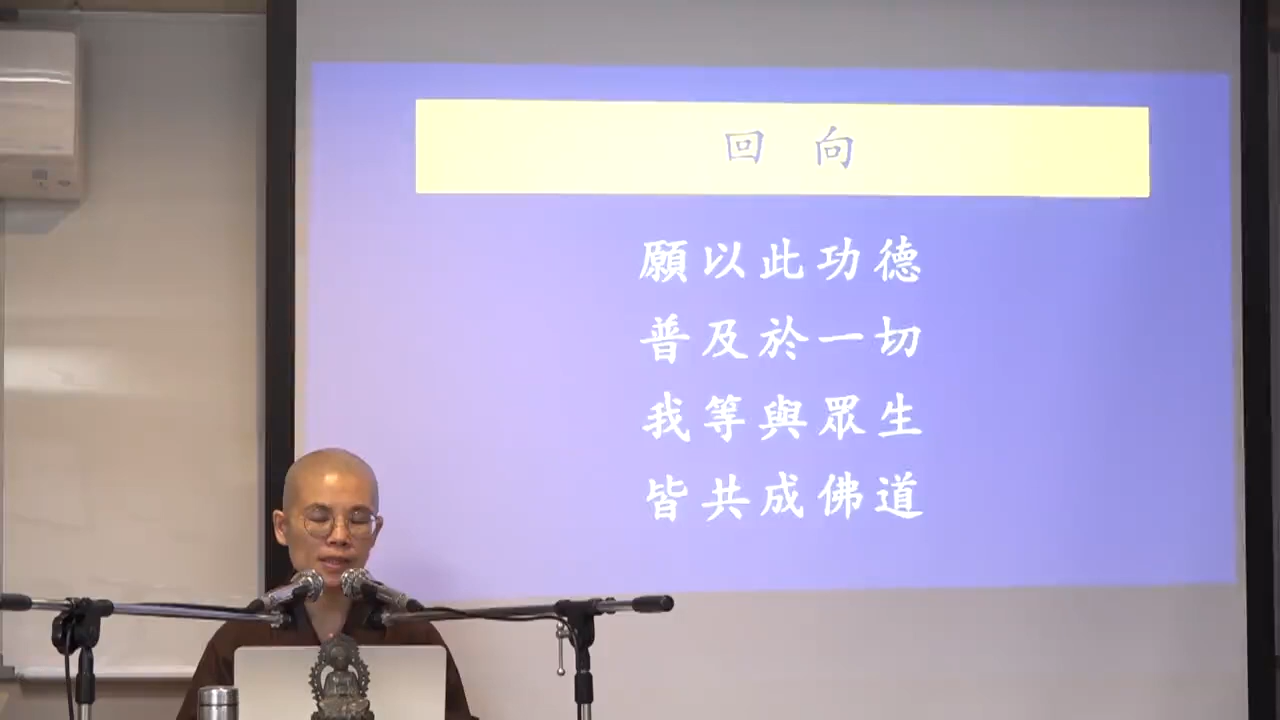 回 向
願以此功德
普及於一切
我等與眾生
皆共成佛道